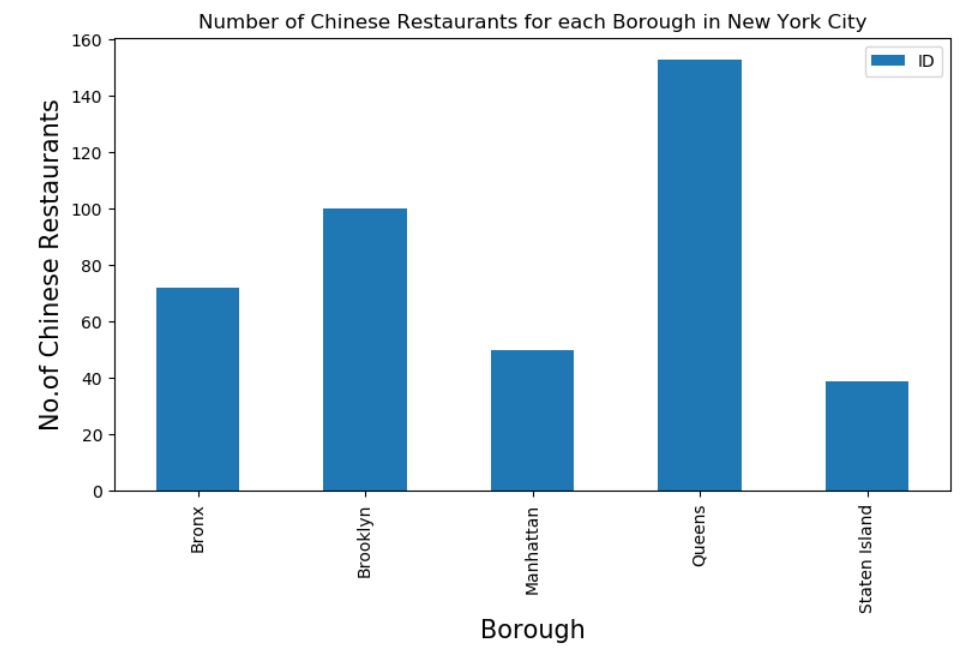 Number of Chinese Restaurants for each Borough in New York City
ID
No.of Chinese Restaurants
160
140
120
100
80
60
40
20
0
Bronx
Brooklyn
Manhattan
Queens
Staten Island
Borough